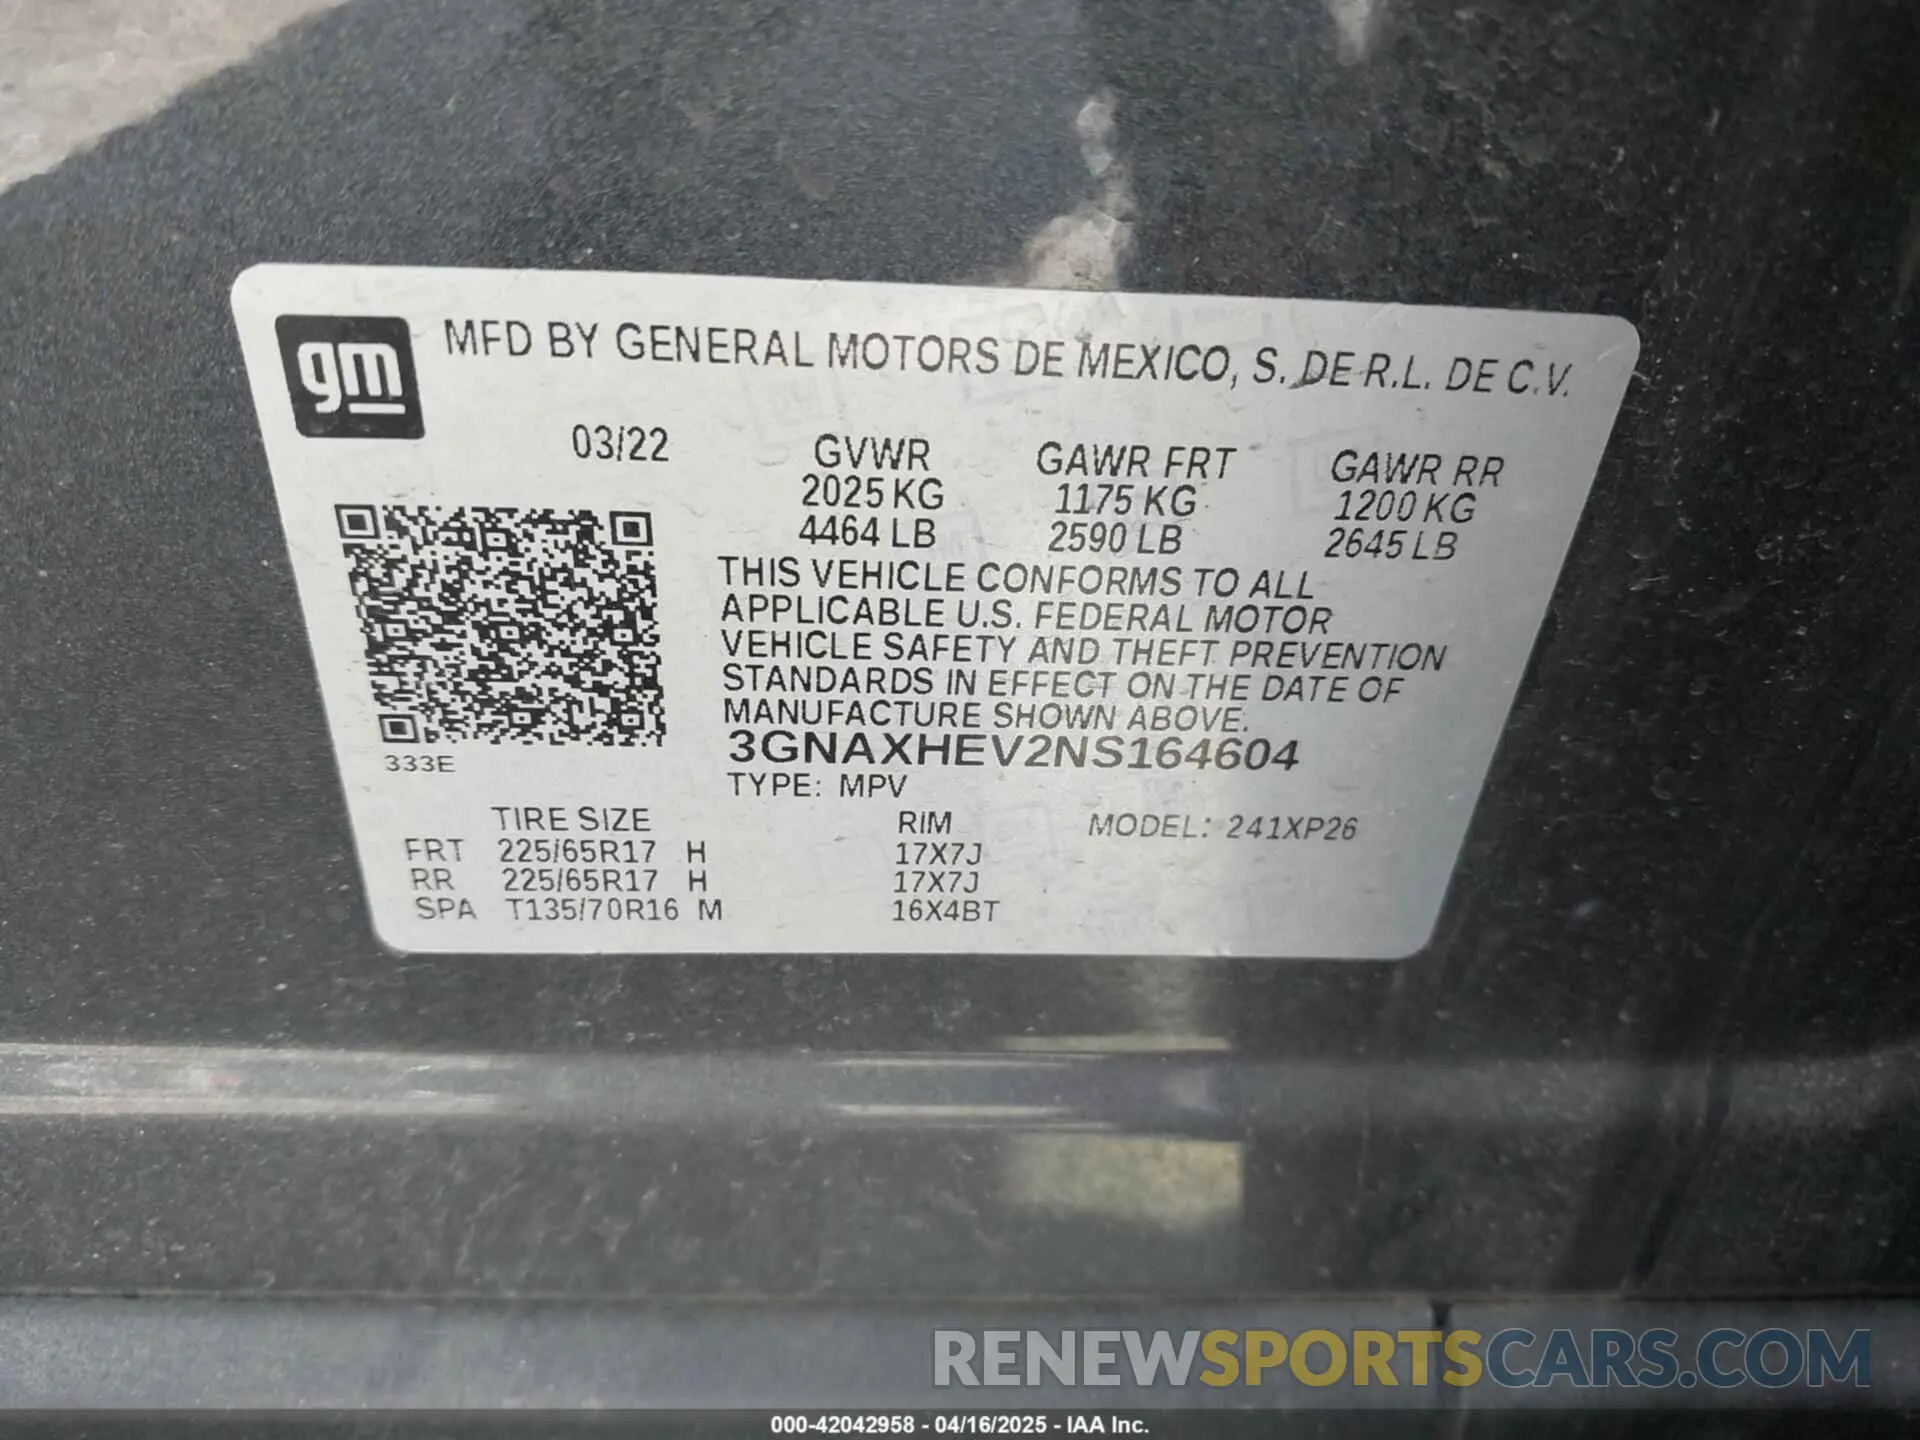 gm
MFD BY GENERAL MOTORS DE MEXICO, S. DE R.L. DE C.V.
03/22
GVWR GAWR FRT GAWR RR
2025 KG 1175 KG 1200 KG
4464 LB 2590 LB 2645 LB
THIS VEHICLE CONFORMS TO ALL
APPLICABLE U.S. FEDERAL MOTOR
VEHICLE SAFETY AND THEFT PREVENTION
STANDARDS IN EFFECT ON THE DATE OF
MANUFACTURE SHOWN ABOVE.
333E
3GNAXHEV2NS164604
TYPE: MPV
TIRE SIZE RIM MODEL: 241XP26
FRT 225/65R17 H 17X7J
RR 225/65R17 H 17X7J
SPA T135/70R16 M 16X4BT
RENEWSPORTSCARS.COM
000-42042958 - 04/16/2025 - IAA Inc.